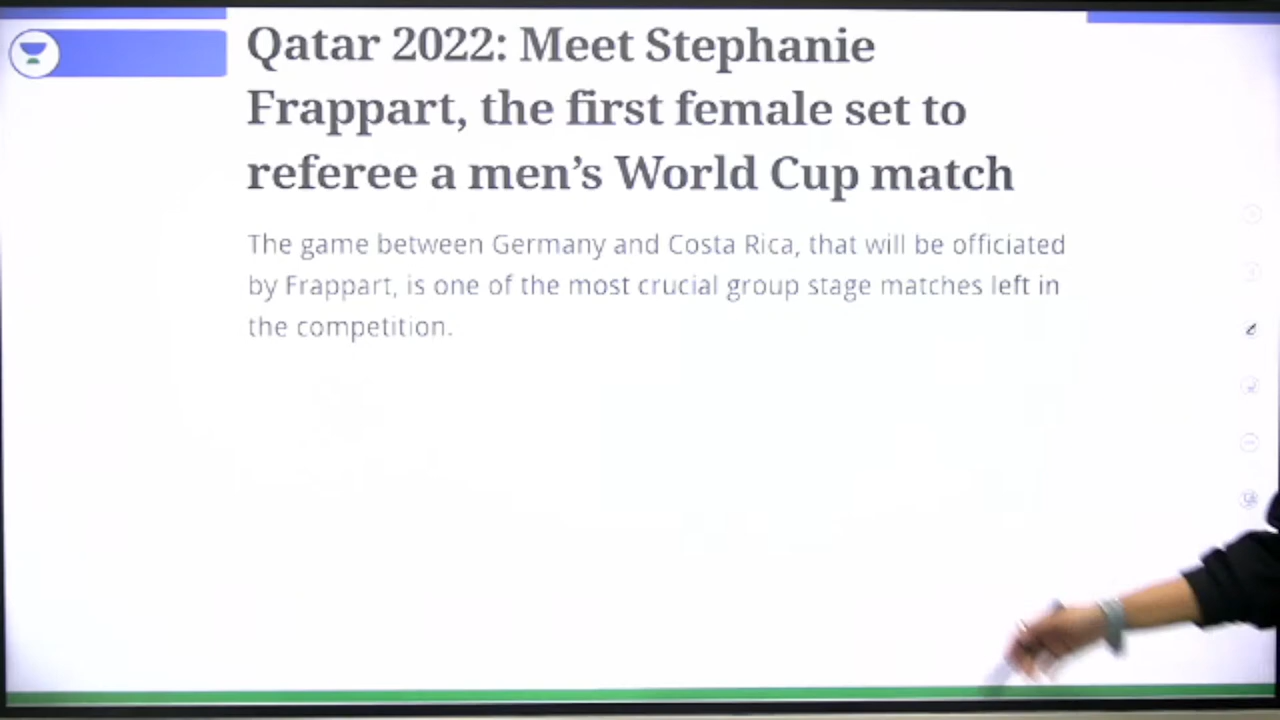 Qatar 2022: Meet Stephanie
Frappart, the first female set to
referee a men’s World Cup match
The game between Germany and Costa Rica, that will be officiated
by Frappart, is one of the most crucial group stage matches left in
the competition.